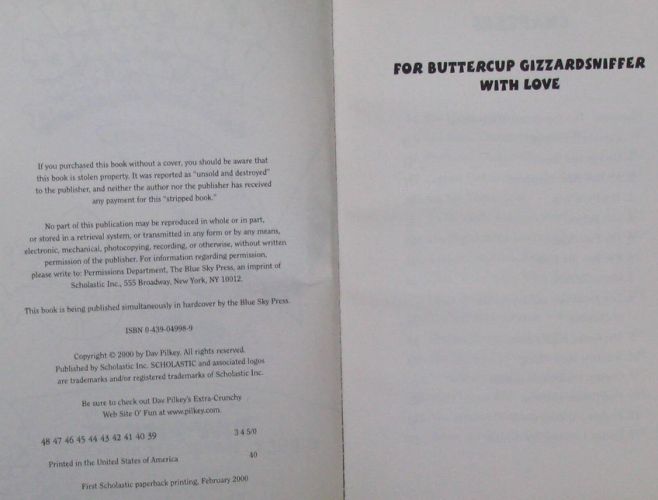 If you purchased this book without a cover, you should be aware that
this book is stolen property. It was reported as "unsold and destroyed"
to the publisher, and neither the author nor the publisher has received
any payment for this "stripped book."
No part of this publication may be reproduced in whole or in part,
or stored in a retrieval system, or transmitted in any form or by any means,
electronic, mechanical, photocopying, recording, or otherwise, without written
permission of the publisher. For information regarding permission,
please write to: Permissions Department, The Blue Sky Press, an imprint of
Scholastic Inc., 555 Broadway, New York, NY 10012.
This book is being published simultaneously in hardcover by the Blue Sky Press.
ISBN 0-439-04998-9
Copyright © 2000 by Dav Pilkey. All rights reserved.
Published by Scholastic Inc. SCHOLASTIC and associated logos
are trademarks and/or registered trademarks of Scholastic Inc.
Be sure to check out Dav Pilkey's Extra-Crunchy
Web Site O' Fun at www.pilkey.com.
48 47 46 45 44 43 42 41 40 39 3 4 5/0
Printed in the United States of America 40
First Scholastic paperback printing, February 2000
FOR BUTTERCUP GIZZARDSNIFFER
WITH LOVE